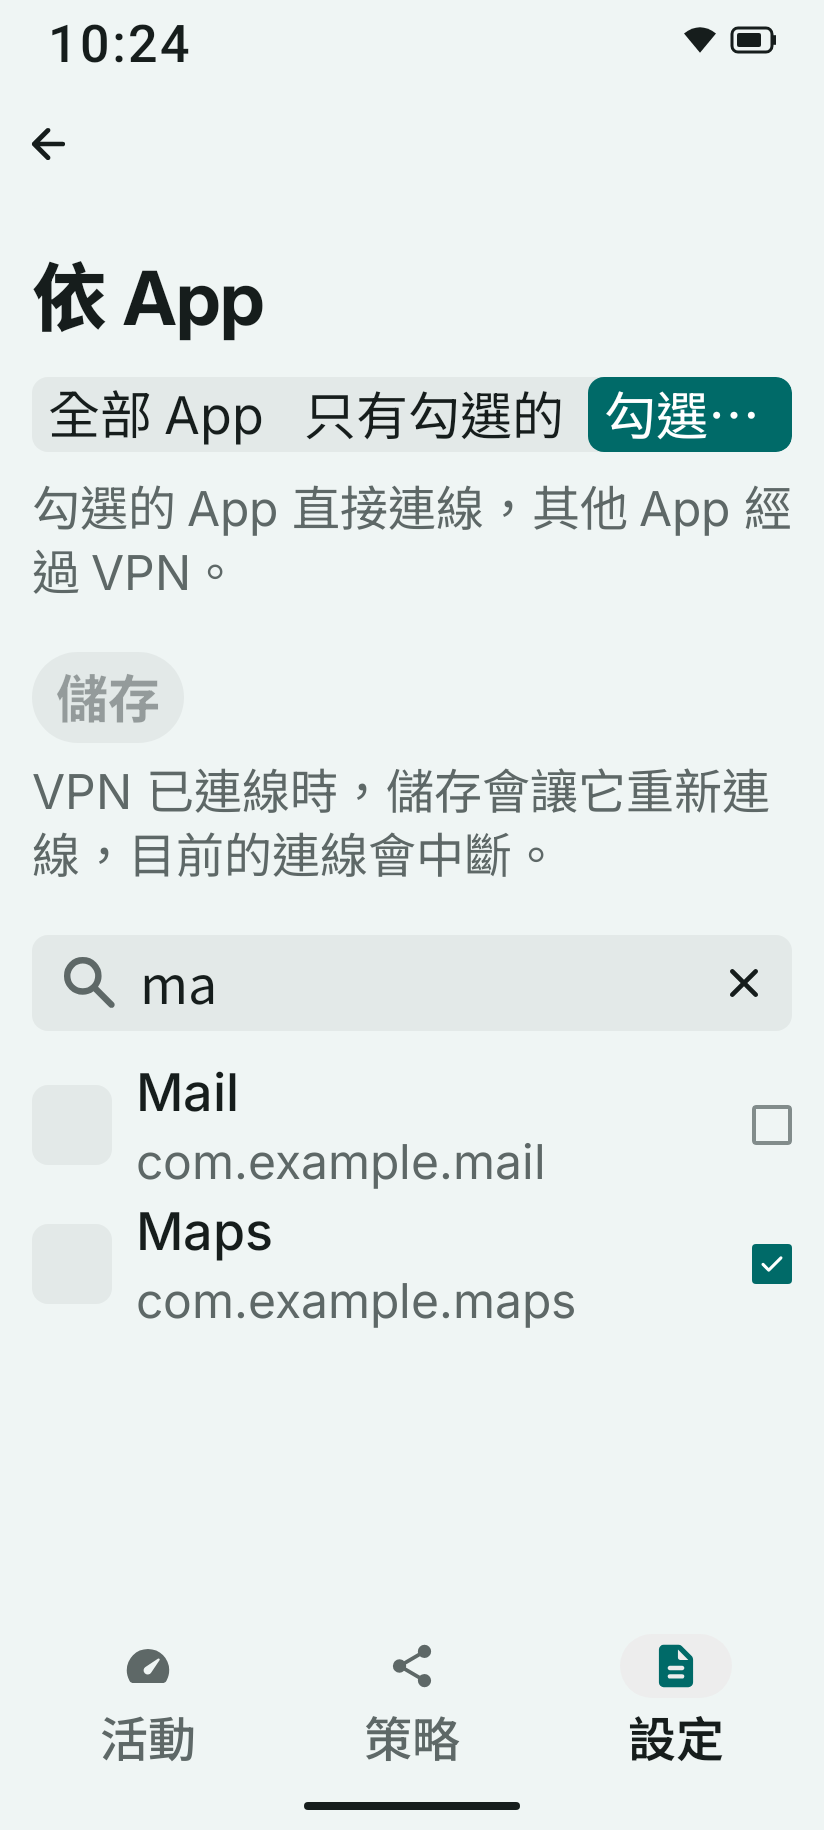 10:24
依 App
全部 App
只有勾選的
勾選…
勾選的 App 直接連線，其他 App 經
過 VPN。
儲存
VPN 已連線時，儲存會讓它重新連
線，目前的連線會中斷。
ma
Mail
com.example.mail
Maps
com.example.maps
活動
策略
設定